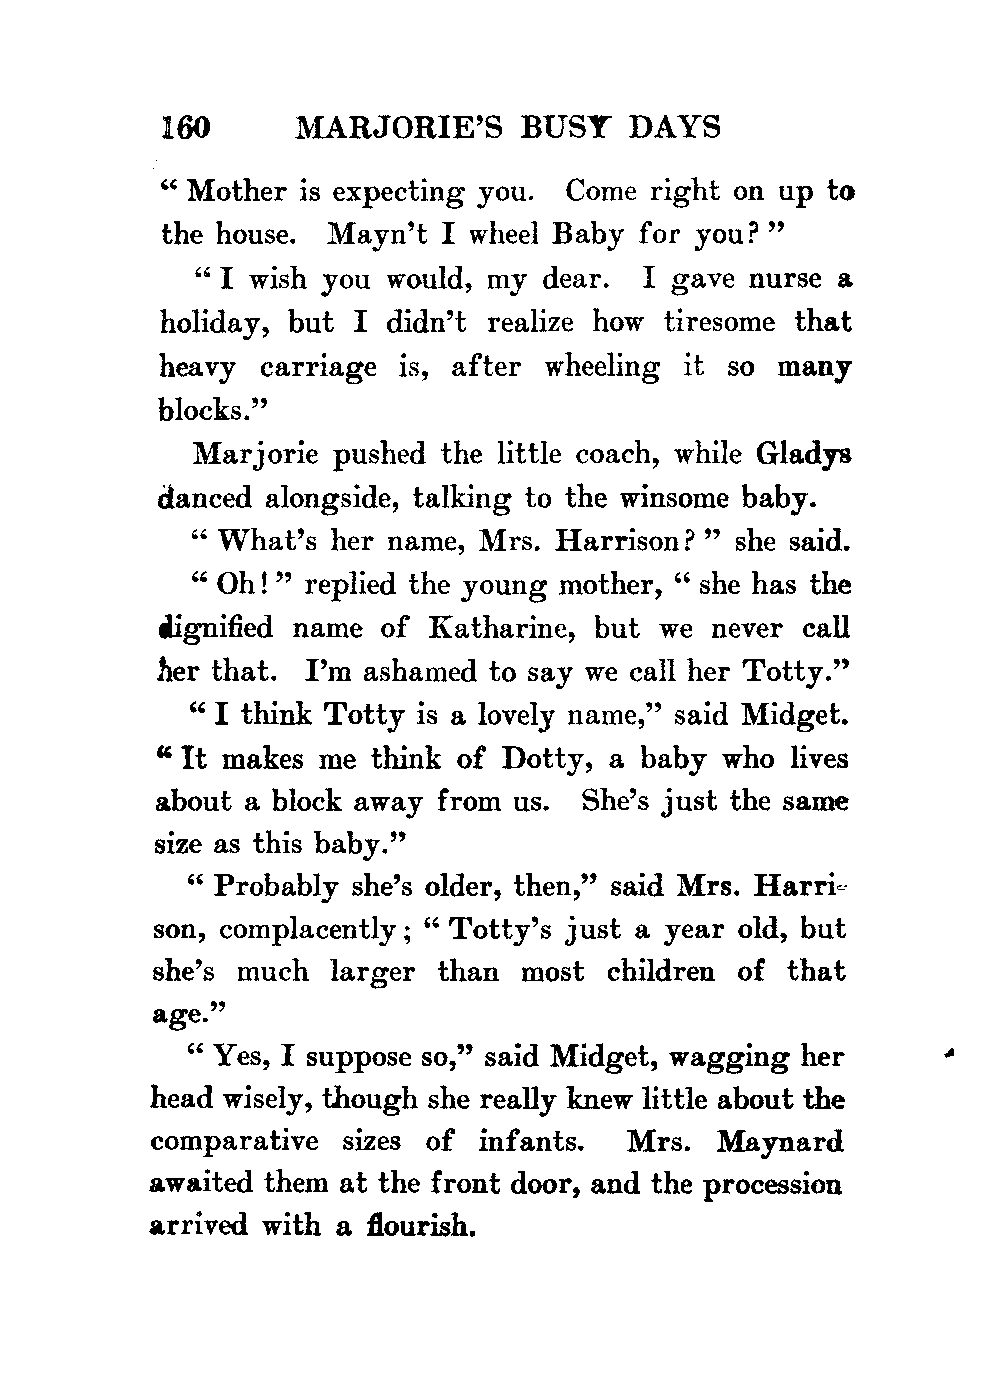 160 MARJORIE'S BUSY DAYS
“ Mother is expecting you. Come right on up to
the house. Mayn't I wheel Baby for you? ”
“ I wish you would, my dear. I gave nurse a
holiday, but I didn't realize how tiresome that
heavy carriage is, after wheeling it so many
blocks.”
Marjorie pushed the little coach, while Gladys
danced alongside, talking to the winsome baby.
“ What's her name, Mrs. Harrison? ” she said.
“ Oh! ” replied the young mother, “ she has the
dignified name of Katharine, but we never call
her that. I'm ashamed to say we call her Totty.”
“ I think Totty is a lovely name,” said Midget.
“ It makes me think of Dotty, a baby who lives
about a block away from us. She's just the same
size as this baby.”
“ Probably she's older, then,” said Mrs. Harri-
son, complacently; “ Totty's just a year old, but
she's much larger than most children of that
age.”
“ Yes, I suppose so,” said Midget, wagging her
head wisely, though she really knew little about the
comparative sizes of infants. Mrs. Maynard
awaited them at the front door, and the procession
arrived with a flourish.